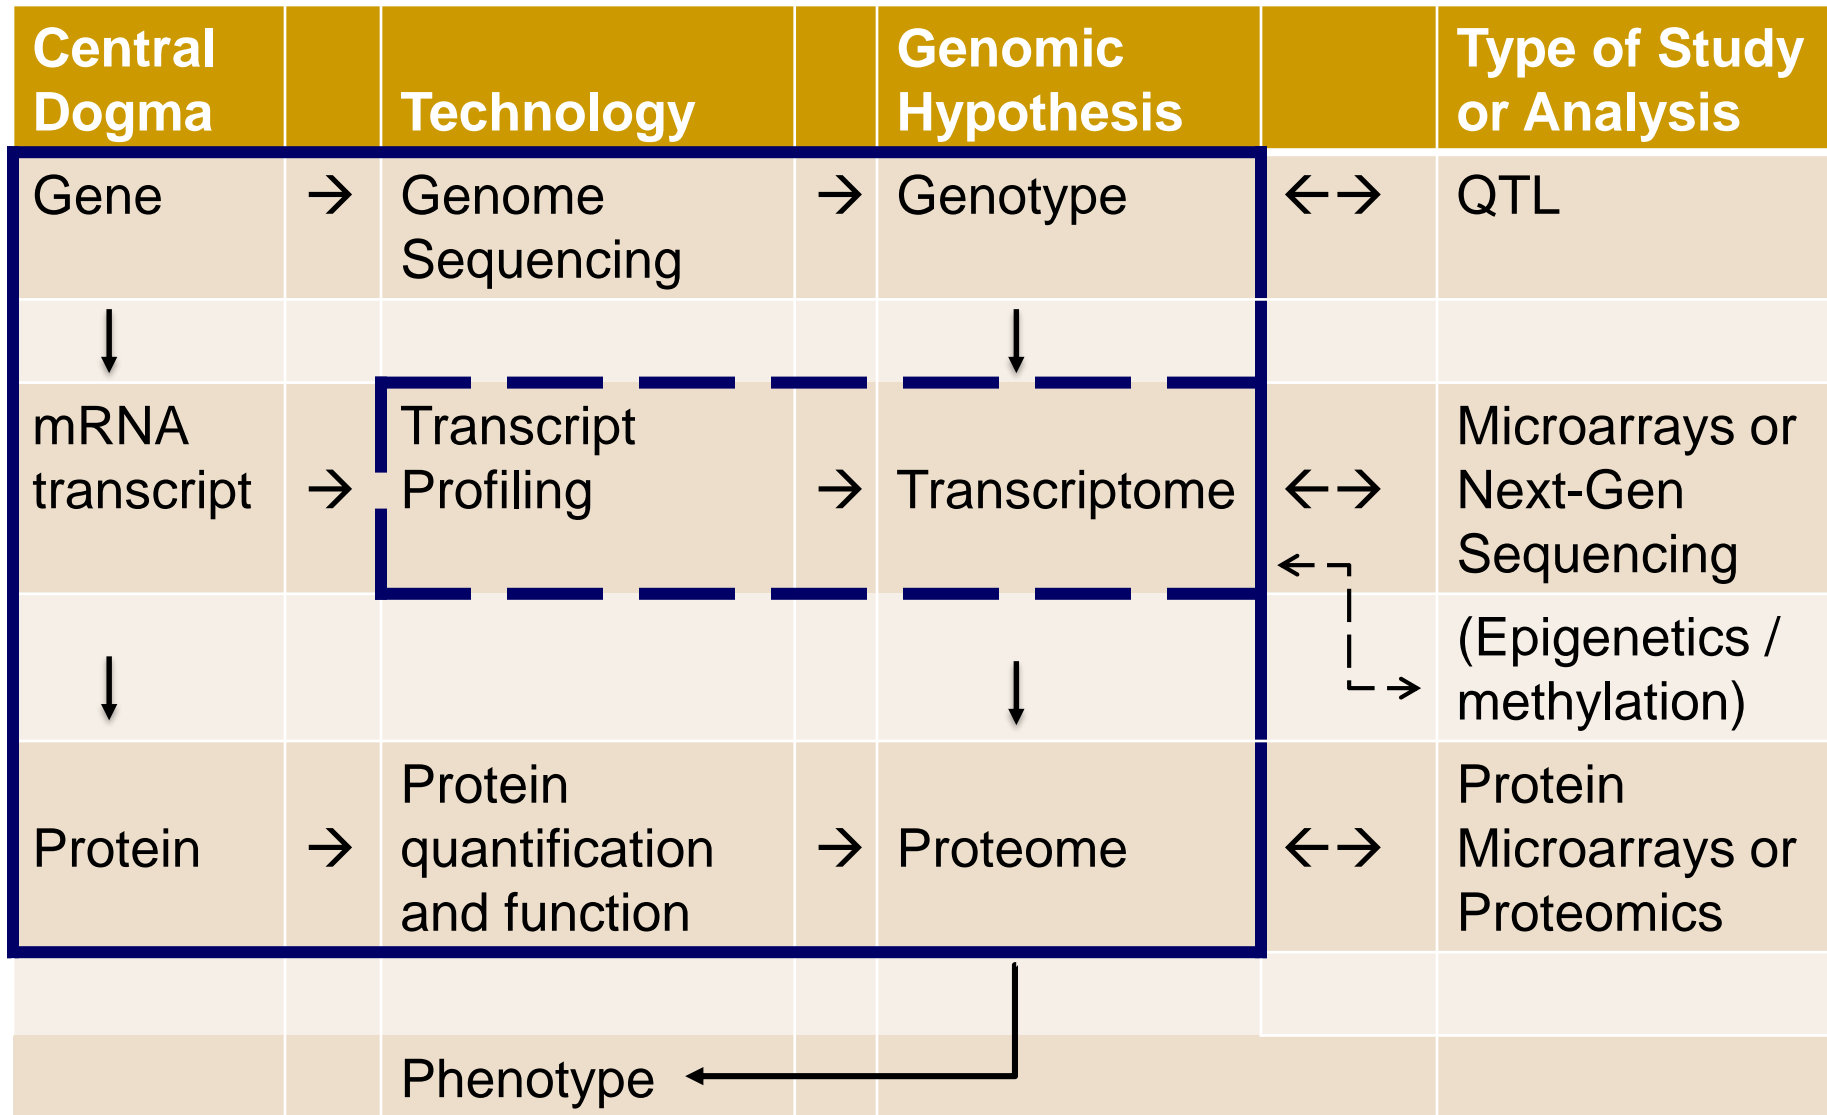 Central
Dogma
Technology
Genomic
Hypothesis
Type of Study
or Analysis
Gene → Genome
Sequencing
→ Genotype ←→ QTL
mRNA
transcript
→ Transcript
Profiling
→ Transcriptome ←→ Microarrays or
Next-Gen
Sequencing
(Epigenetics /
methylation)
Protein → Protein
quantification
and function
→ Proteome ←→ Protein
Microarrays or
Proteomics
Phenotype